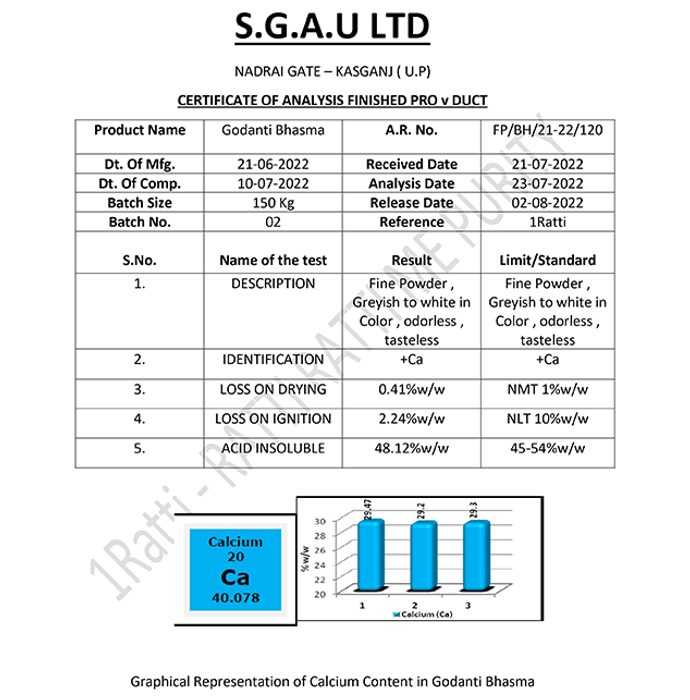 S.G.A.U LTD
NADRAI GATE – KASGANJ ( U.P)
CERTIFICATE OF ANALYSIS FINISHED PRO v DUCT
Product Name Godanti Bhasma A.R. No. FP/BH/21-22/120
Dt. Of Mfg. 21-06-2022 Received Date 21-07-2022
Dt. Of Comp. 10-07-2022 Analysis Date 23-07-2022
Batch Size 150 Kg Release Date 02-08-2022
Batch No. 02 Reference 1Ratti
S.No. Name of the test Result Limit/Standard
1. DESCRIPTION Fine Powder , Fine Powder ,
Greyish to white in Greyish to white in
Color , odorless , Color , odorless ,
tasteless tasteless
2. IDENTIFICATION +Ca +Ca
3. LOSS ON DRYING 0.41%w/w NMT 1%w/w
4. LOSS ON IGNITION 2.24%w/w NLT 10%w/w
5. ACID INSOLUBLE 48.12%w/w 45-54%w/w
1Ratti - RATTI RATTI ME PURITY
Calcium
20
Ca
40.078
29.47 29.2 29.3
30
28
26
24
22
20
%w/w
1 2 3
Calcium (Ca)
Graphical Representation of Calcium Content in Godanti Bhasma